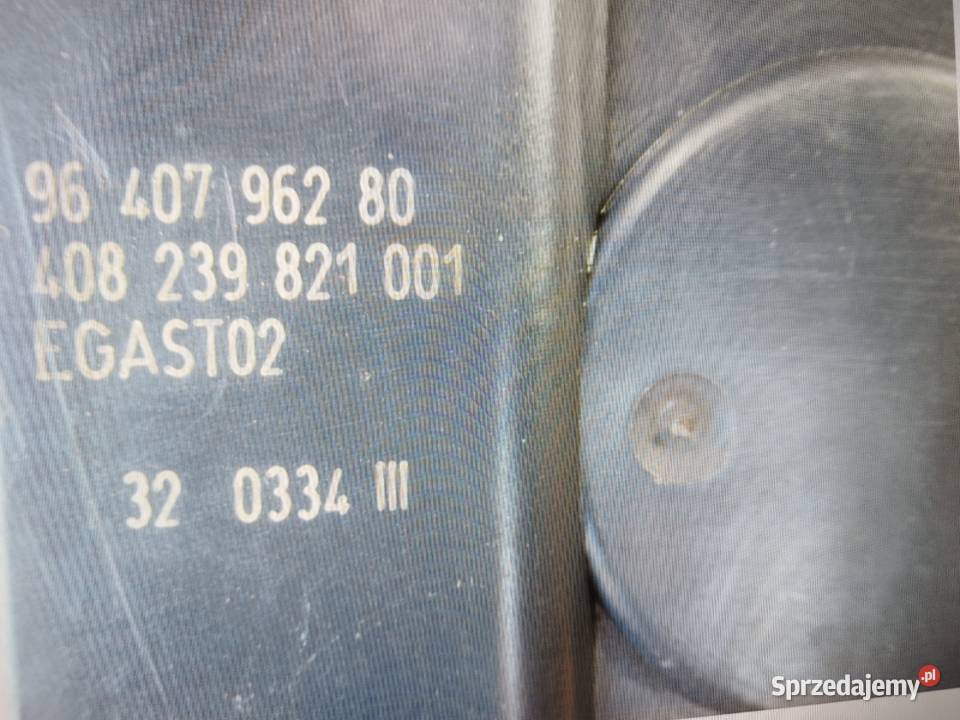 96 407 962 80
408 239 821 001
EGAST02
32 0334 III
Sprzedajemy.pl